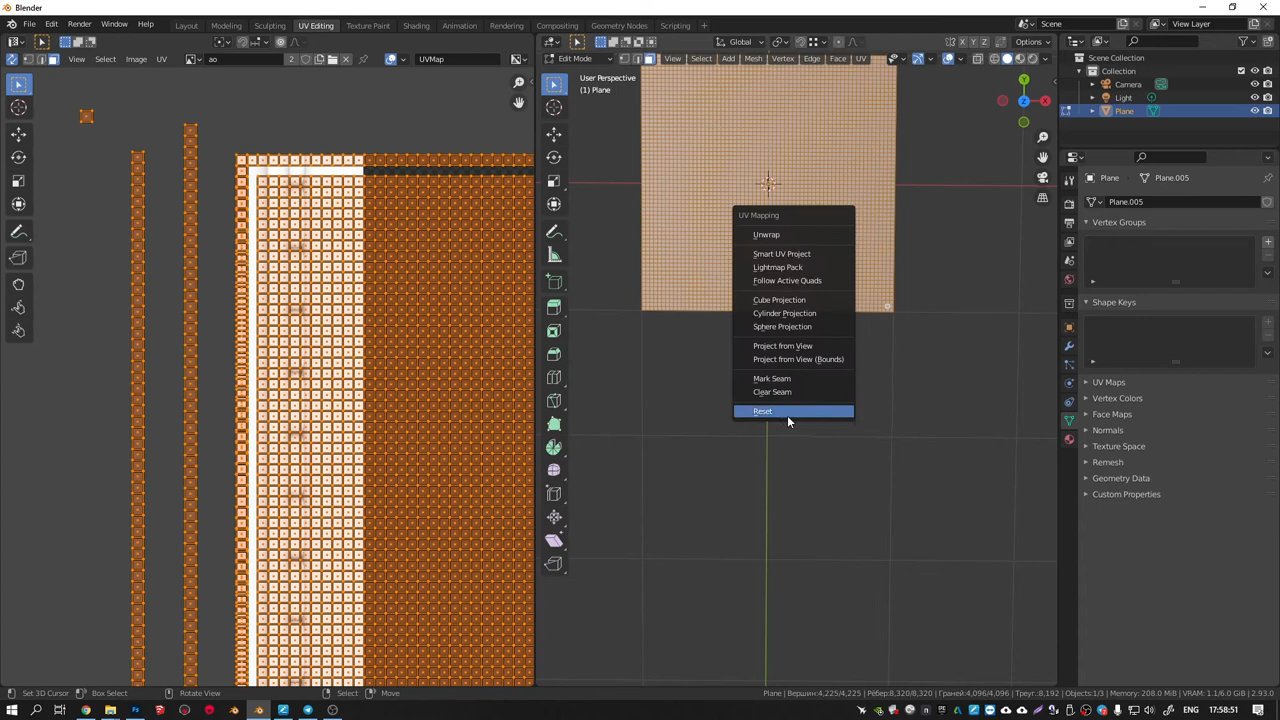 Blender
File Edit Render Window Help Layout Modeling Sculpting UV Editing Texture Paint Shading Animation Rendering Compositing Geometry Nodes Scripting + Scene View Layer
Global Options
View Select Image UV ao 2 UVMap Edit Mode View Select Add Mesh Vertex Edge Face UV
X Y Z
Scene Collection
Collection
Camera
Light
Plane
User Perspective
(1) Plane
Y
X
Z
Plane Plane.005
Plane.005
Vertex Groups
Shape Keys
UV Maps
Vertex Colors
Face Maps
Normals
Texture Space
Remesh
Geometry Data
Custom Properties
UV Mapping
Unwrap
Smart UV Project
Lightmap Pack
Follow Active Quads
Cube Projection
Cylinder Projection
Sphere Projection
Project from View
Project from View (Bounds)
Mark Seam
Clear Seam
Reset
Set 3D Cursor Box Select Rotate View Select Move Plane | Вершин:4,225/4,225 | Рёбер:8,320/8,320 | Граней:4,096/4,096 | Треуг.:8,192 | Objects:1/3 | Memory: 208.0 MiB | VRAM: 1.1/6.0 GiB | 2.93.0
ENG 17:58:51